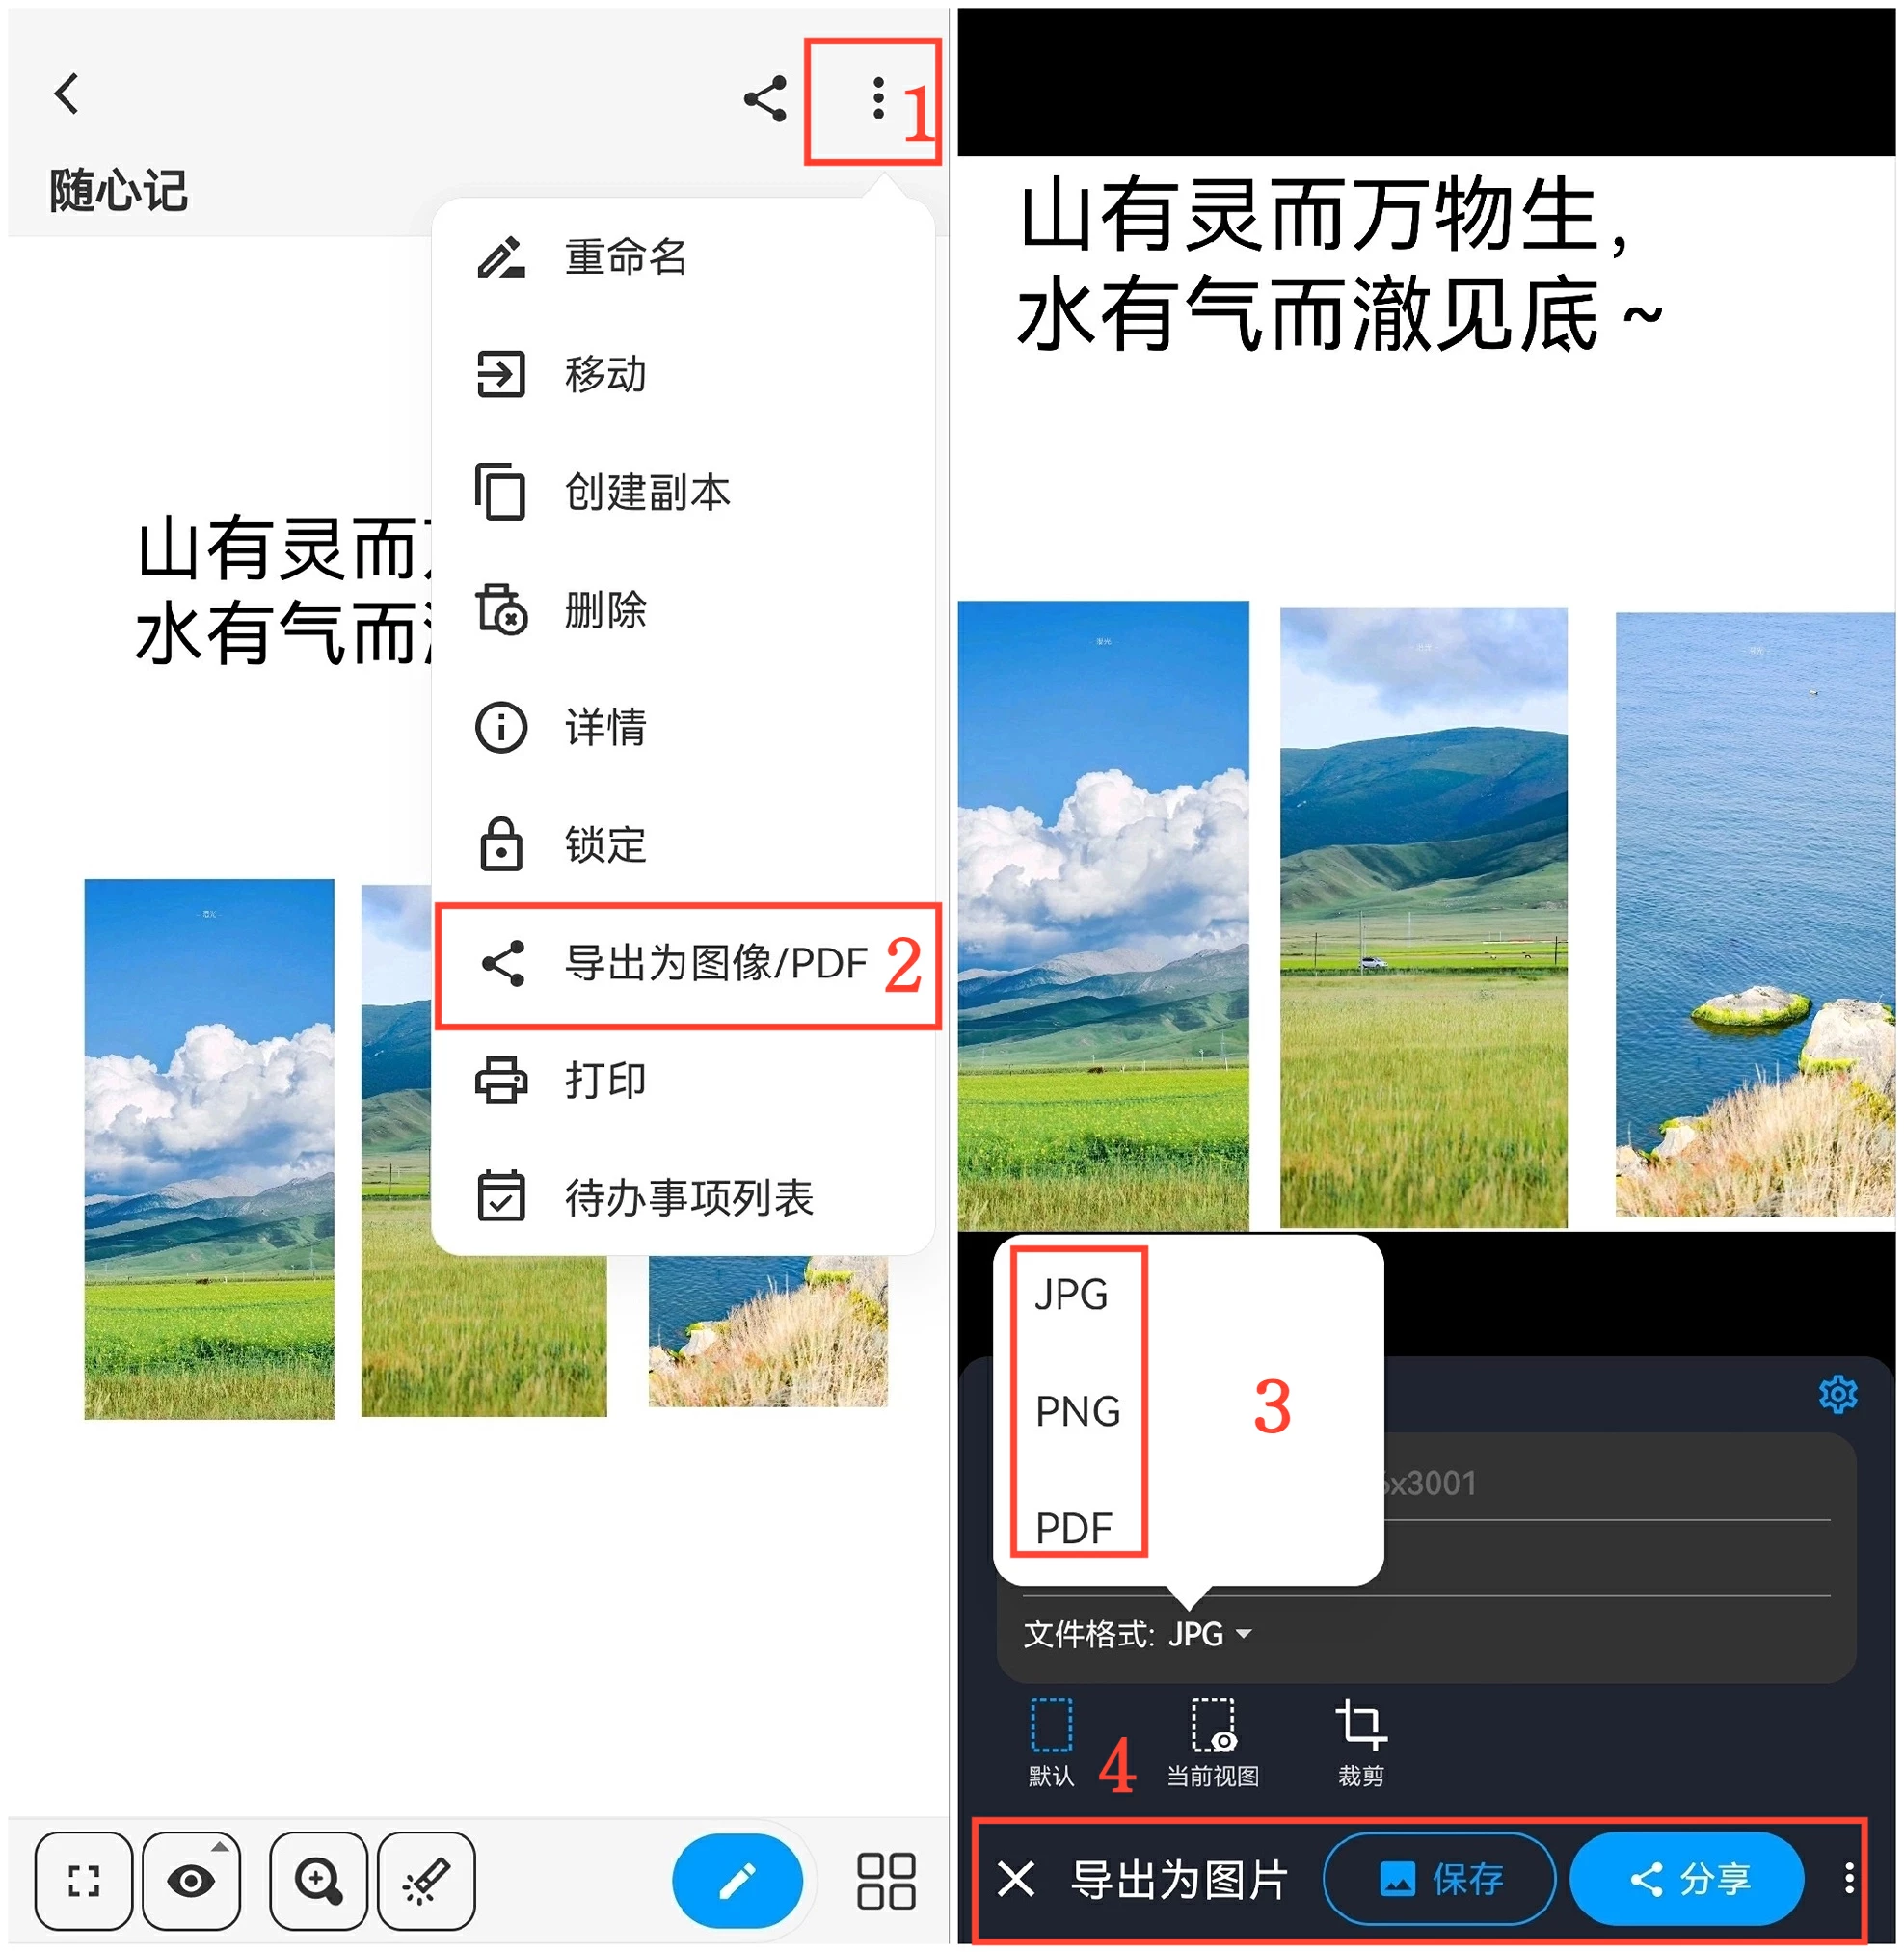 1
随心记
重命名
移动
创建副本
删除
详情
锁定
导出为图像/PDF 2
打印
待办事项列表
山有灵而
水有气而
山有灵而万物生，
水有气而澈见底~
JPG
PNG
PDF
3
x3001
文件格式: JPG
默认
4
当前视图
裁剪
导出为图片
保存
分享